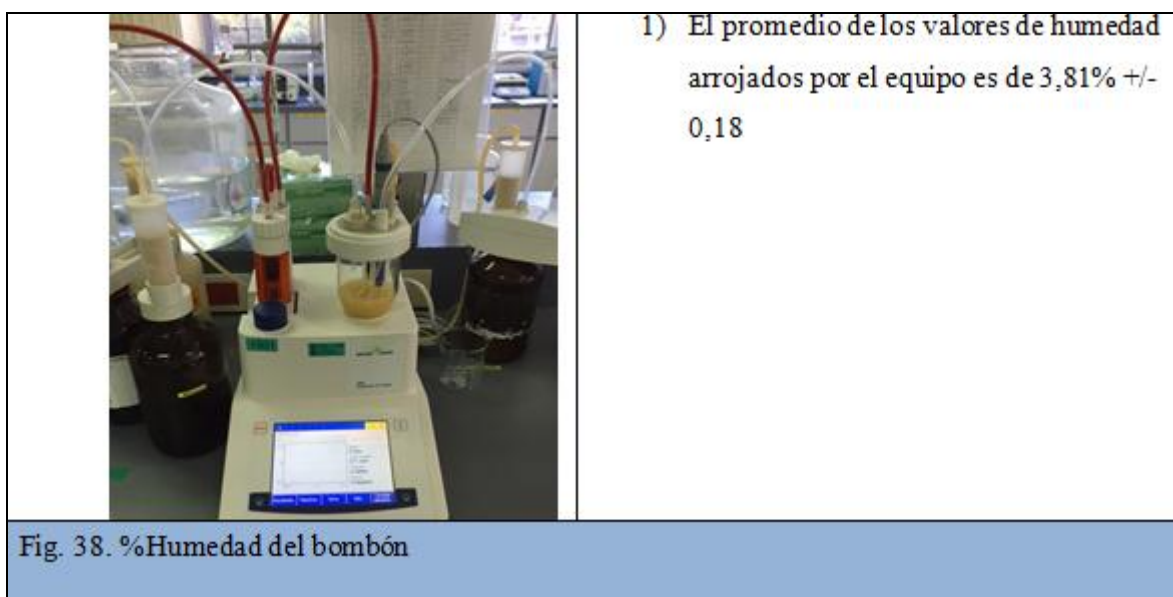 1) El promedio de los valores de humedad
arrojados por el equipo es de 3,81% +/-
0,18
Fig. 38. %Humedad del bombón